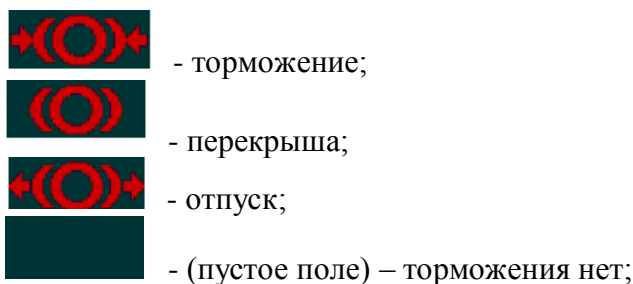 - торможение;
- перекрыша;
- отпуск;
- (пустое поле) – торможения нет;